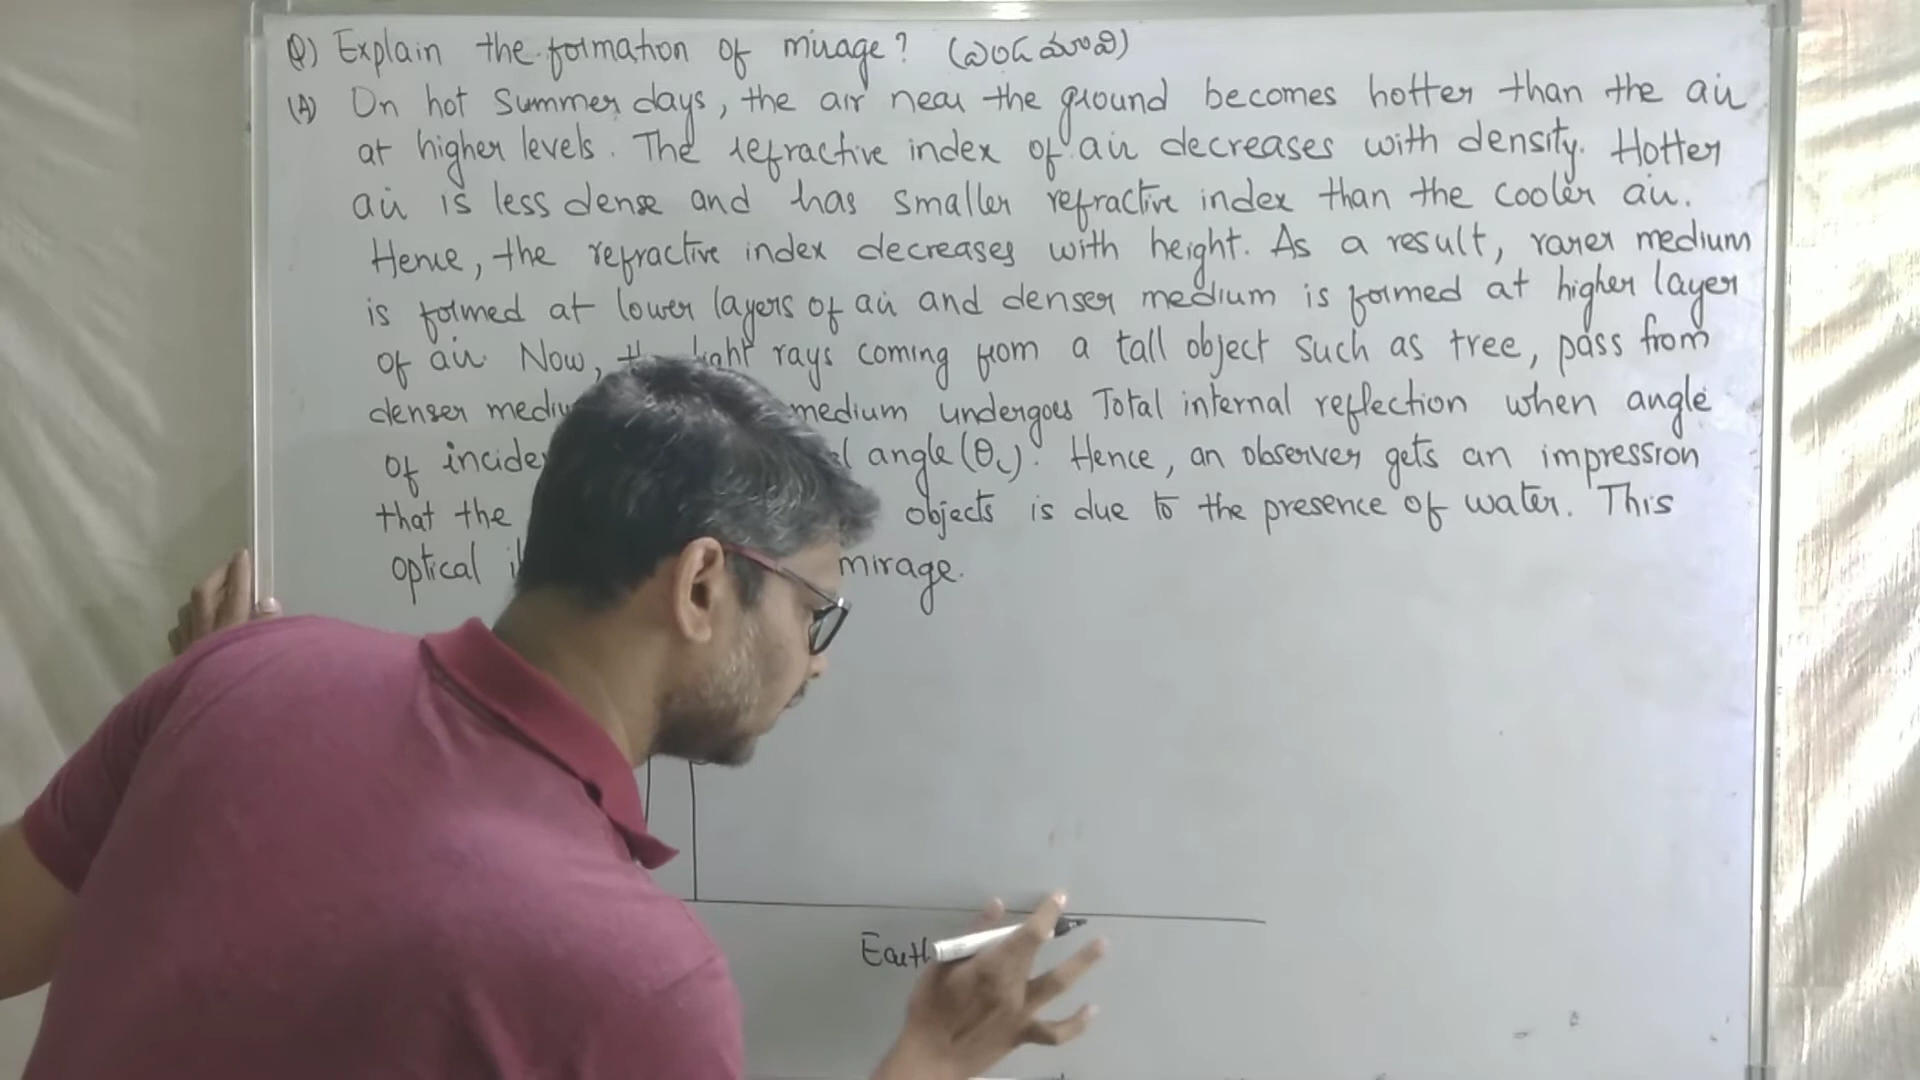 Q) Explain the formation of mirage? (ఎండమావి)
(A) On hot summer days, the air near the ground becomes hotter than the air
at higher levels. The refractive index of air decreases with density. Hotter
air is less dense and has smaller refractive index than the cooler air.
Hence, the refractive index decreases with height. As a result, rarer medium
is formed at lower layers of air and denser medium is formed at higher layer
of air. Now, light rays coming from a tall object such as tree, pass from
denser medium undergoes Total internal reflection when angle
of angle (θc). Hence, an observer gets an impression
that the objects is due to the presence of water. This
optical mirage.
Earth